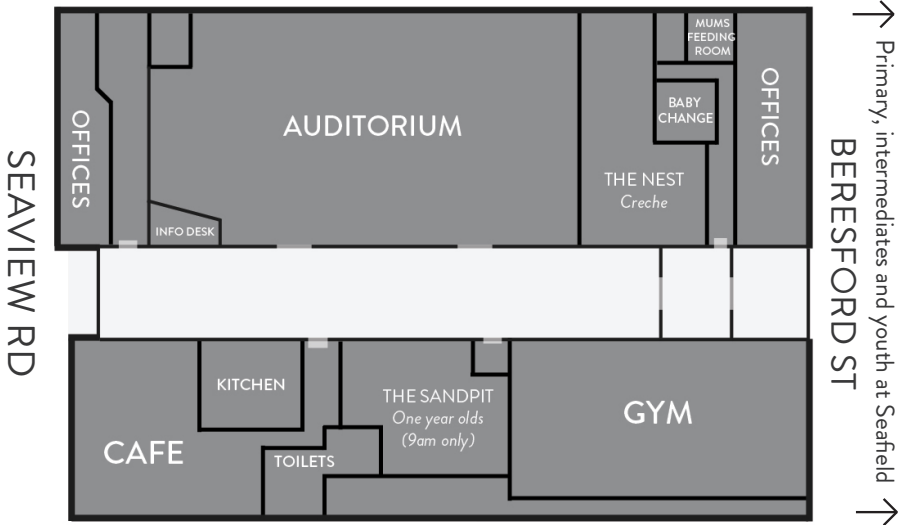 SEAVIEW RD
OFFICES
AUDITORIUM
INFO DESK
THE NEST
Creche
MUMS
FEEDING
ROOM
BABY
CHANGE
OFFICES
KITCHEN
CAFE
TOILETS
THE SANDPIT
One year olds
(9am only)
GYM
BERESFORD ST
Primary, intermediates and youth at Seafield